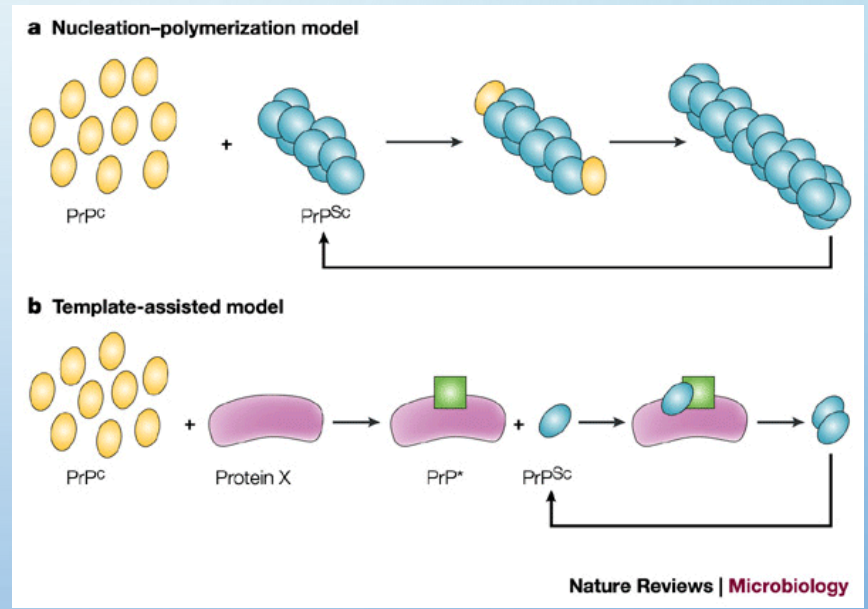 a Nucleation–polymerization model
+
PrPC PrPSc
b Template-assisted model
+ +
PrPC Protein X PrP* PrPSc
Nature Reviews | Microbiology